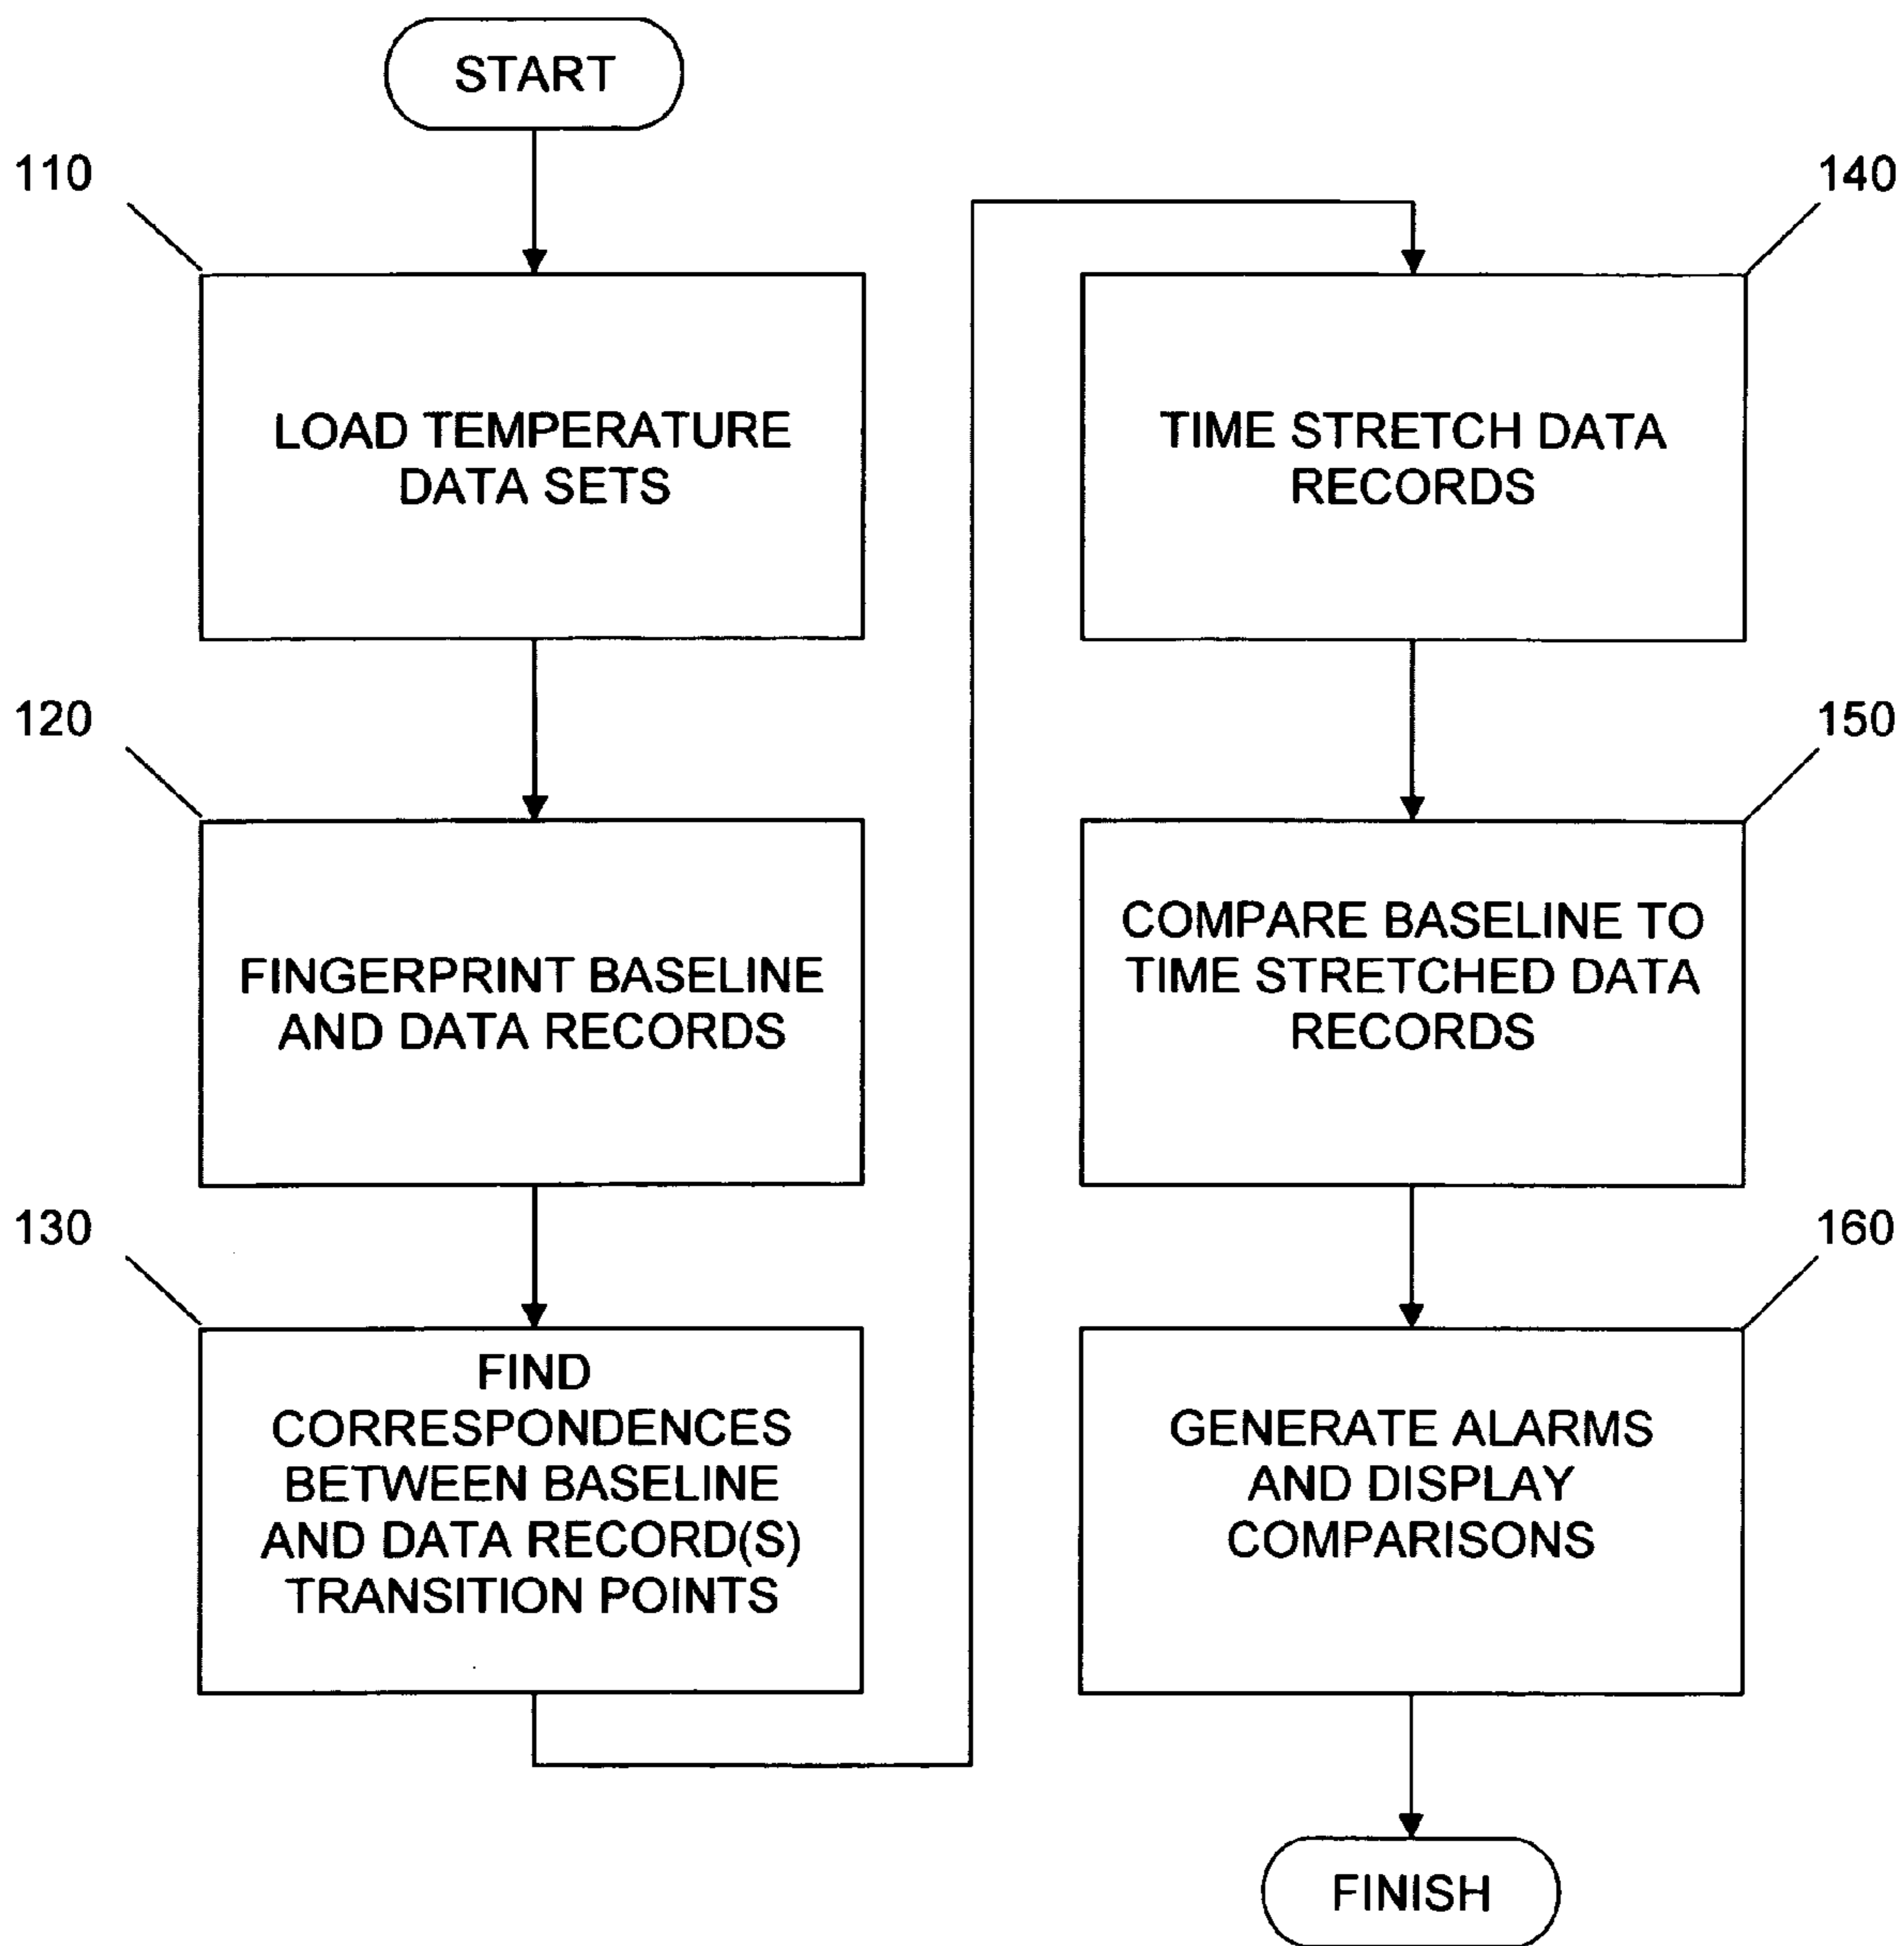 START
110
LOAD TEMPERATURE
DATA SETS
120
FINGERPRINT BASELINE
AND DATA RECORDS
130
FIND
CORRESPONDENCES
BETWEEN BASELINE
AND DATA RECORD(S)
TRANSITION POINTS
140
TIME STRETCH DATA
RECORDS
150
COMPARE BASELINE TO
TIME STRETCHED DATA
RECORDS
160
GENERATE ALARMS
AND DISPLAY
COMPARISONS
FINISH